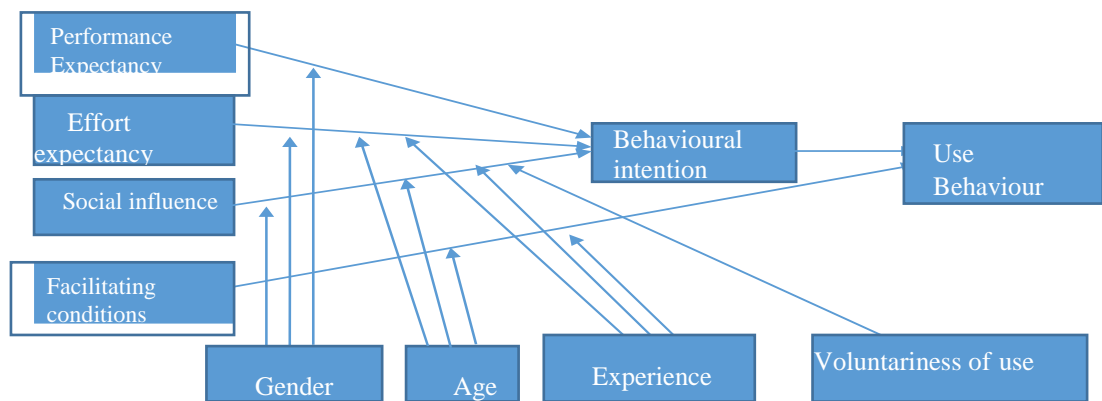 Performance
Expectancy
Effort
expectancy
Social influence
Facilitating
conditions
Behavioural
intention
Use
Behaviour
Gender
Age
Experience
Voluntariness of use